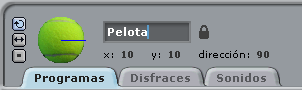 Pelota
x: 10 y: 10 dirección: 90
Programas Disfraces Sonidos